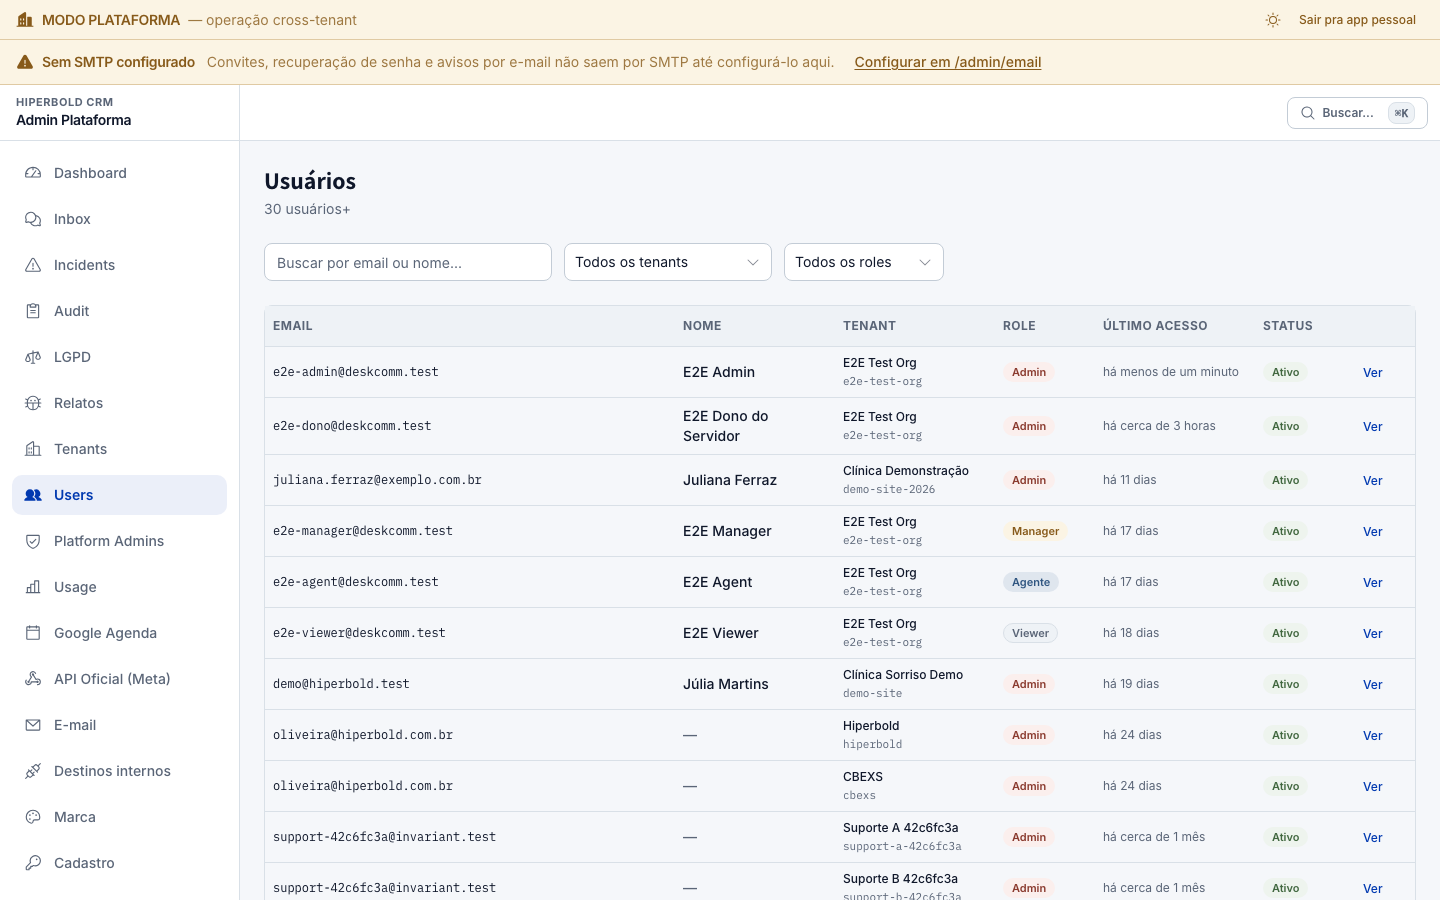 MODO PLATAFORMA — operação cross-tenant
Sair pra app pessoal
Sem SMTP configurado Convites, recuperação de senha e avisos por e-mail não saem por SMTP até configurá-lo aqui. Configurar em /admin/email
HIPERBOLD CRM
Admin Plataforma
Buscar... ⌘K
Dashboard
Inbox
Incidents
Audit
LGPD
Relatos
Tenants
Users
Platform Admins
Usage
Google Agenda
API Oficial (Meta)
E-mail
Destinos internos
Marca
Cadastro
Usuários
30 usuários+
Buscar por email ou nome...
Todos os tenants
Todos os roles
EMAIL NOME TENANT ROLE ÚLTIMO ACESSO STATUS
e2e-admin@deskcomm.test E2E Admin E2E Test Org Admin há menos de um minuto Ativo Ver
e2e-test-org
e2e-dono@deskcomm.test E2E Dono do Servidor E2E Test Org Admin há cerca de 3 horas Ativo Ver
e2e-test-org
juliana.ferraz@exemplo.com.br Juliana Ferraz Clínica Demonstração Admin há 11 dias Ativo Ver
demo-site-2026
e2e-manager@deskcomm.test E2E Manager E2E Test Org Manager há 17 dias Ativo Ver
e2e-test-org
e2e-agent@deskcomm.test E2E Agent E2E Test Org Agente há 17 dias Ativo Ver
e2e-test-org
e2e-viewer@deskcomm.test E2E Viewer E2E Test Org Viewer há 18 dias Ativo Ver
e2e-test-org
demo@hiperbold.test Júlia Martins Clínica Sorriso Demo Admin há 19 dias Ativo Ver
demo-site
oliveira@hiperbold.com.br — Hiperbold Admin há 24 dias Ativo Ver
hiperbold
oliveira@hiperbold.com.br — CBEXS Admin há 24 dias Ativo Ver
cbexs
support-42c6fc3a@invariant.test — Suporte A 42c6fc3a Admin há cerca de 1 mês Ativo Ver
support-a-42c6fc3a
support-42c6fc3a@invariant.test — Suporte B 42c6fc3a Admin há cerca de 1 mês Ativo Ver
support-b-42c6fc3a